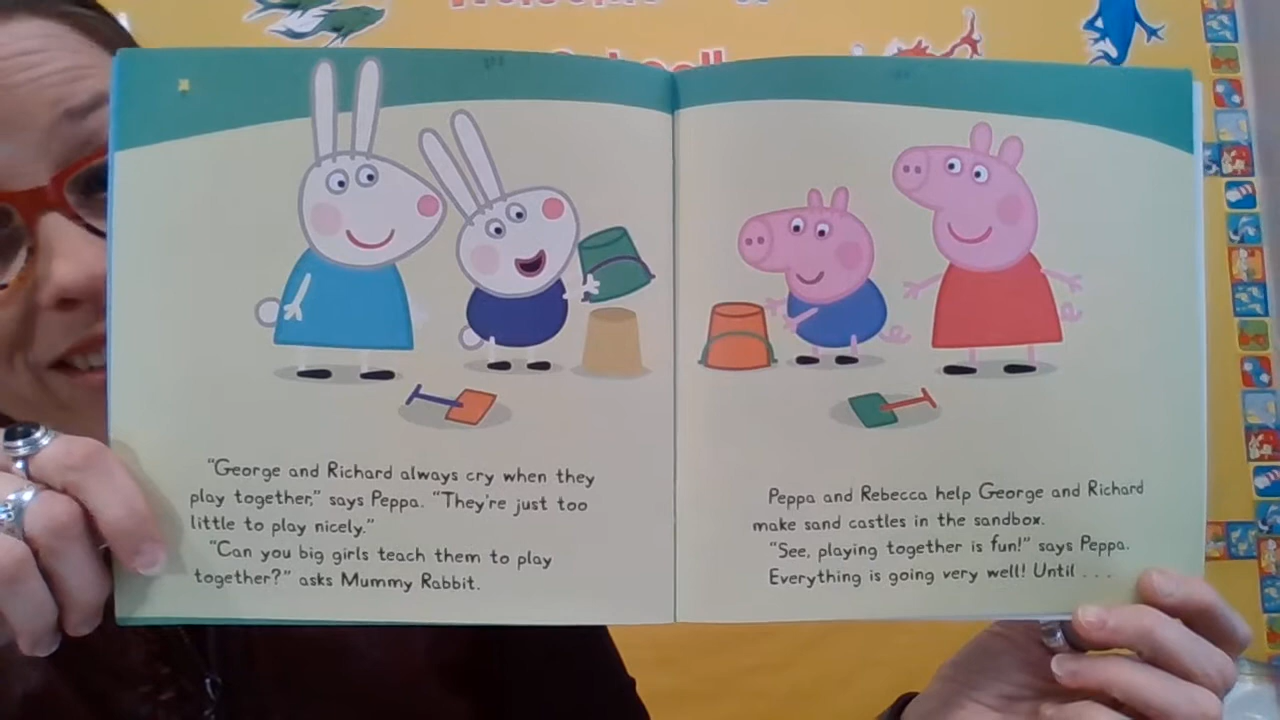 "George and Richard always cry when they
play together," says Peppa. "They're just too
little to play nicely."
"Can you big girls teach them to play
together?" asks Mummy Rabbit.
Peppa and Rebecca help George and Richard
make sand castles in the sandbox.
"See, playing together is fun!" says Peppa.
Everything is going very well! Until . . .